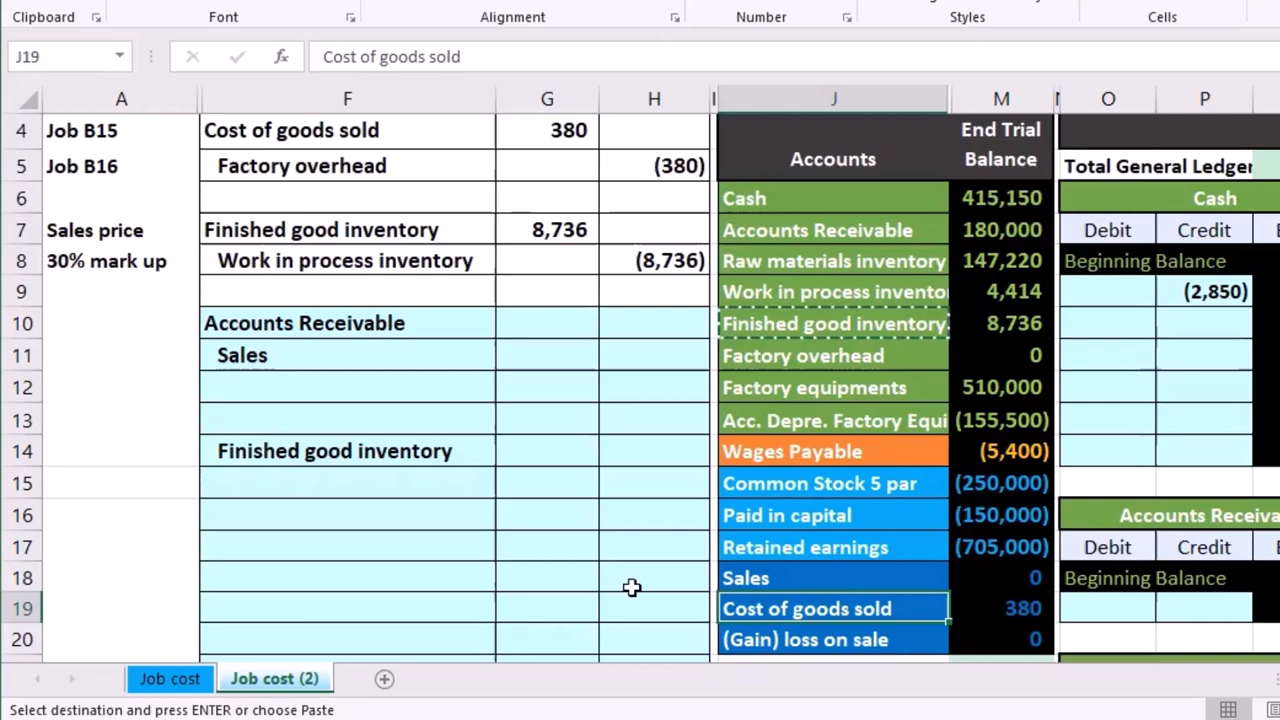 Clipboard Font Alignment Number Styles Cells
J19 fx Cost of goods sold
A F G H I J M N O P
4 Job B15 Cost of goods sold 380 Accounts End Trial Balance
5 Job B16 Factory overhead (380) Total General Ledger
6 Cash 415,150 Cash
7 Sales price Finished good inventory 8,736 Accounts Receivable 180,000 Debit Credit
8 30% mark up Work in process inventory (8,736) Raw materials inventory 147,220 Beginning Balance
9 Work in process invento 4,414 (2,850)
10 Accounts Receivable Finished good inventory 8,736
11 Sales Factory overhead 0
12 Factory equipments 510,000
13 Acc. Depre. Factory Equi (155,500)
14 Finished good inventory Wages Payable (5,400)
15 Common Stock 5 par (250,000)
16 Paid in capital (150,000) Accounts Receiva
17 Retained earnings (705,000) Debit Credit
18 Sales 0 Beginning Balance
19 Cost of goods sold 380
20 (Gain) loss on sale 0
Job cost Job cost (2)
Select destination and press ENTER or choose Paste